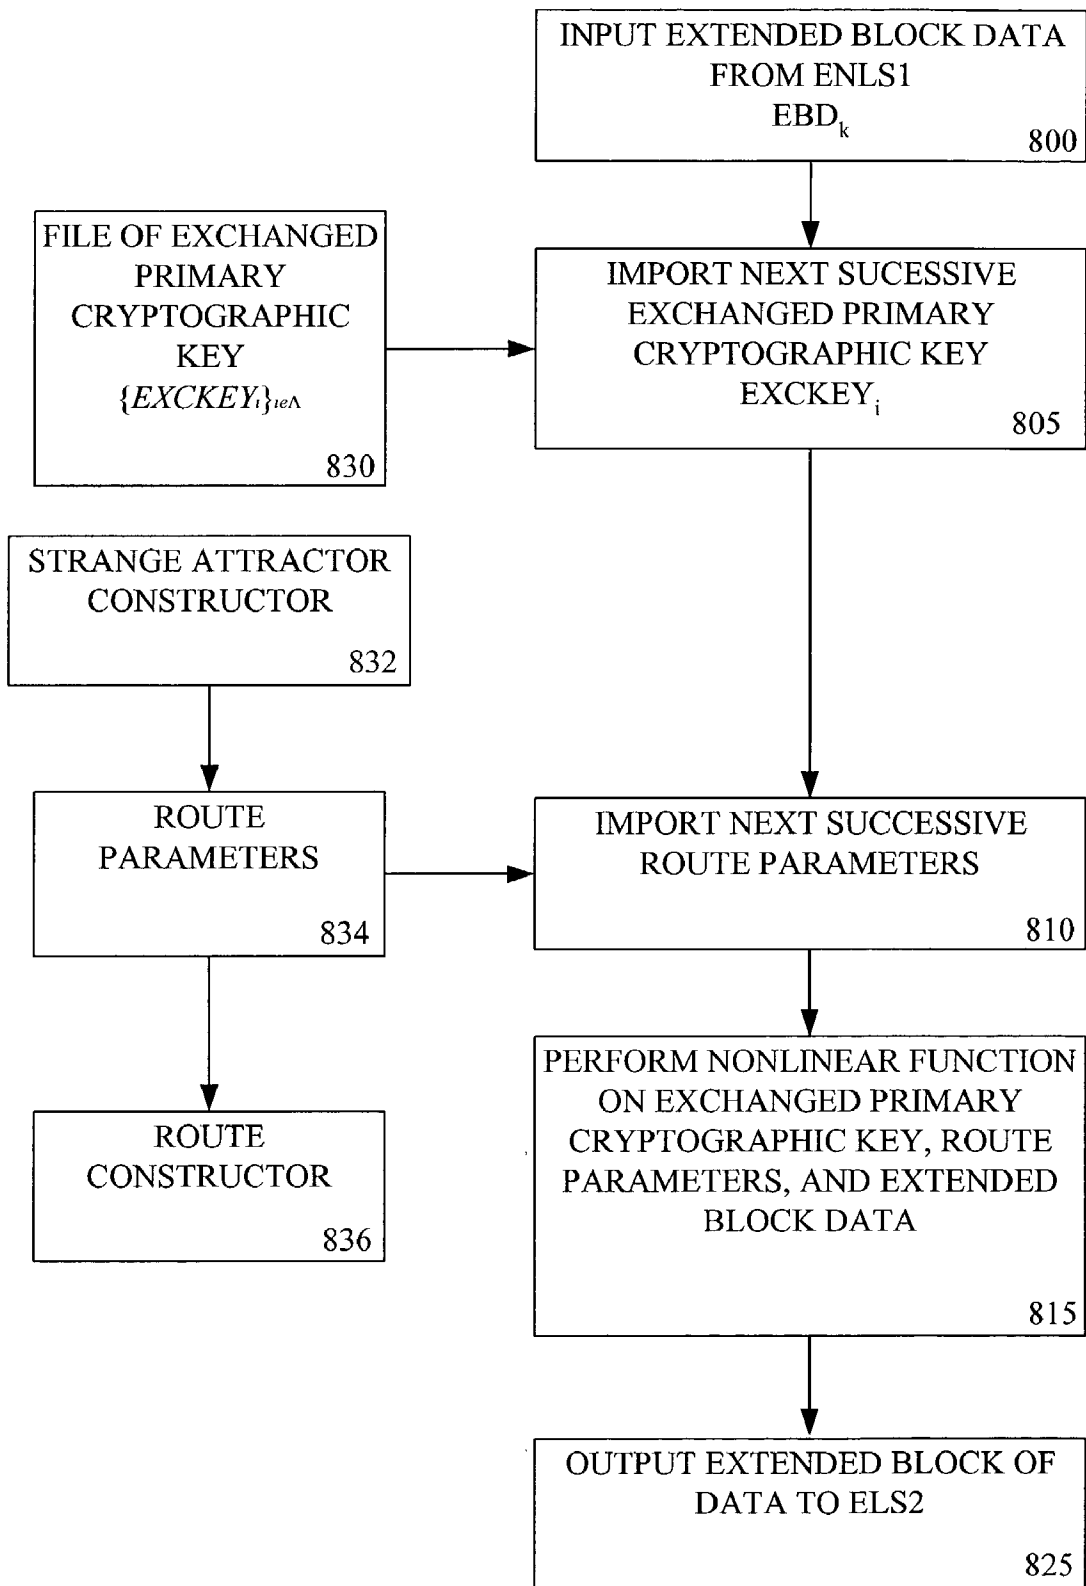 INPUT EXTENDED BLOCK DATA
FROM ENLS1
EBDk
800
FILE OF EXCHANGED
PRIMARY
CRYPTOGRAPHIC
KEY
{EXCKEYi}ieΛ
830
IMPORT NEXT SUCESSIVE
EXCHANGED PRIMARY
CRYPTOGRAPHIC KEY
EXCKEYi
805
STRANGE ATTRACTOR
CONSTRUCTOR
832
ROUTE
PARAMETERS
834
IMPORT NEXT SUCCESSIVE
ROUTE PARAMETERS
810
ROUTE
CONSTRUCTOR
836
PERFORM NONLINEAR FUNCTION
ON EXCHANGED PRIMARY
CRYPTOGRAPHIC KEY, ROUTE
PARAMETERS, AND EXTENDED
BLOCK DATA
815
OUTPUT EXTENDED BLOCK OF
DATA TO ELS2
825